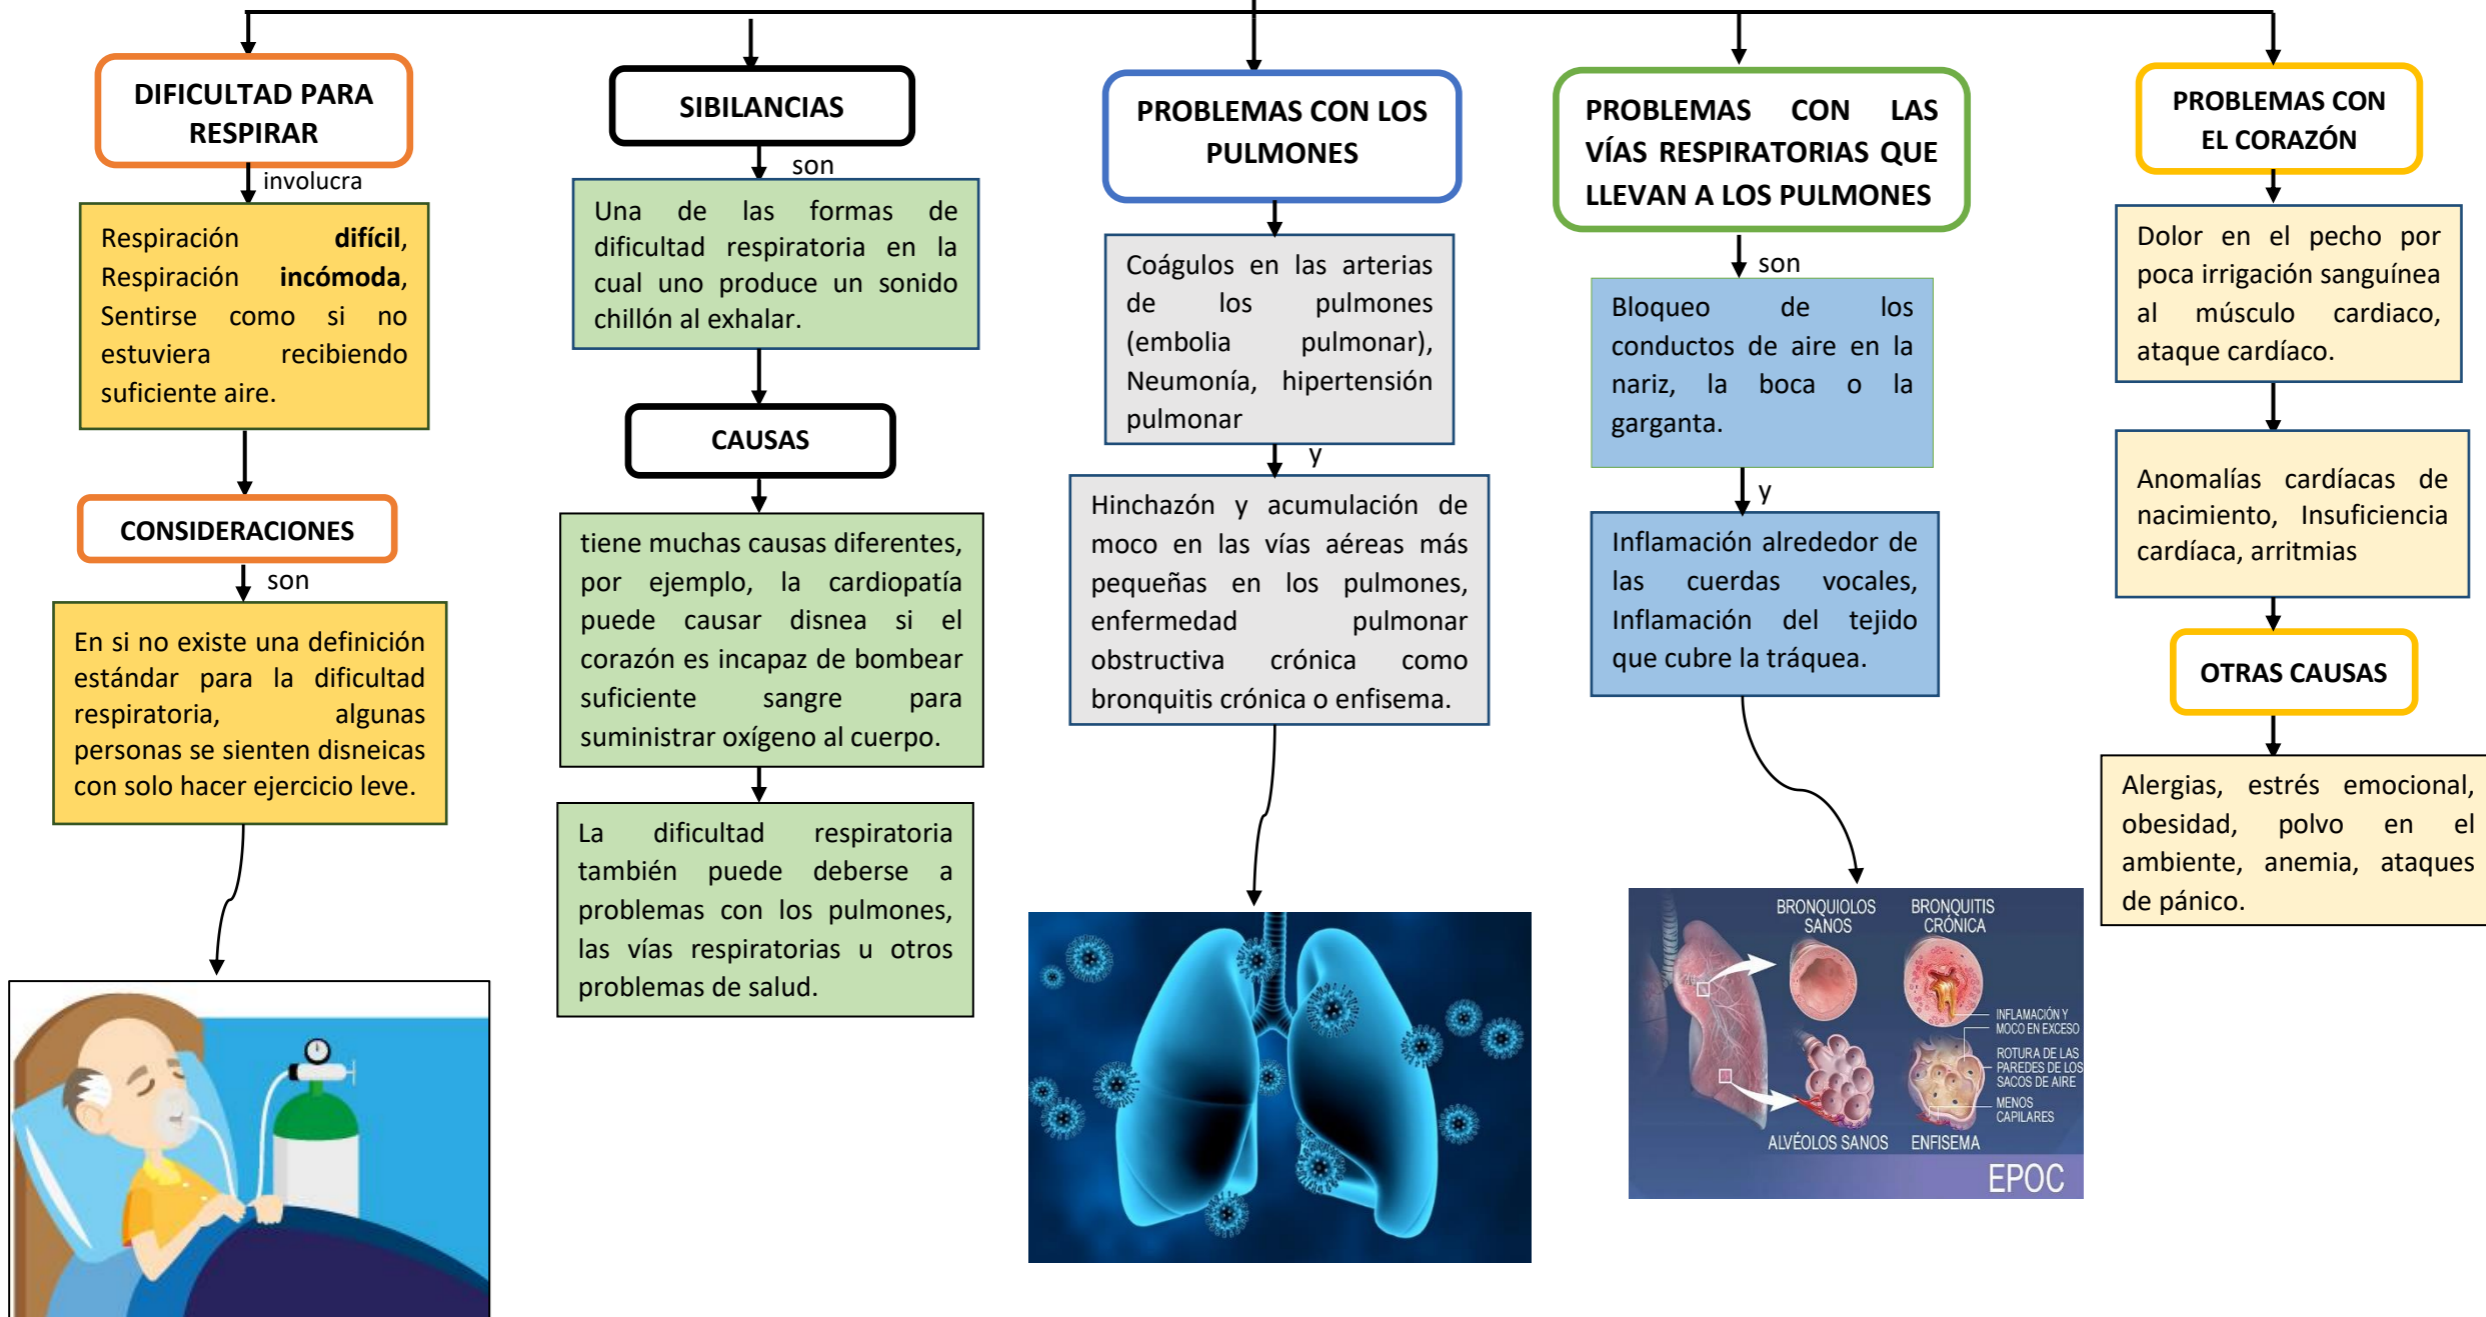 DIFICULTAD PARA
RESPIRAR
involucra
Respiración difícil,
Respiración incómoda,
Sentirse como si no
estuviera recibiendo
suficiente aire.
CONSIDERACIONES
son
En si no existe una definición
estándar para la dificultad
respiratoria, algunas
personas se sienten disneicas
con solo hacer ejercicio leve.
SIBILANCIAS
son
Una de las formas de
dificultad respiratoria en la
cual uno produce un sonido
chillón al exhalar.
CAUSAS
tiene muchas causas diferentes,
por ejemplo, la cardiopatía
puede causar disnea si el
corazón es incapaz de bombear
suficiente sangre para
suministrar oxígeno al cuerpo.
La dificultad respiratoria
también puede deberse a
problemas con los pulmones,
las vías respiratorias u otros
problemas de salud.
PROBLEMAS CON LOS
PULMONES
Coágulos en las arterias
de los pulmones
(embolia pulmonar),
Neumonía, hipertensión
pulmonar
y
Hinchazón y acumulación de
moco en las vías aéreas más
pequeñas en los pulmones,
enfermedad pulmonar
obstructiva crónica como
bronquitis crónica o enfisema.
PROBLEMAS CON LAS
VÍAS RESPIRATORIAS QUE
LLEVAN A LOS PULMONES
son
Bloqueo de los
conductos de aire en la
nariz, la boca o la
garganta.
y
Inflamación alrededor de
las cuerdas vocales,
Inflamación del tejido
que cubre la tráquea.
BRONQUIOLOS
SANOS
BRONQUITIS
CRÓNICA
INFLAMACIÓN Y
MOCO EN EXCESO
ROTURA DE LAS
PAREDES DE LOS
SACOS DE AIRE
MENOS
CAPILARES
ALVÉOLOS SANOS
ENFISEMA
EPOC
PROBLEMAS CON
EL CORAZÓN
Dolor en el pecho por
poca irrigación sanguínea
al músculo cardiaco,
ataque cardíaco.
Anomalías cardíacas de
nacimiento, Insuficiencia
cardíaca, arritmias
OTRAS CAUSAS
Alergias, estrés emocional,
obesidad, polvo en el
ambiente, anemia, ataques
de pánico.